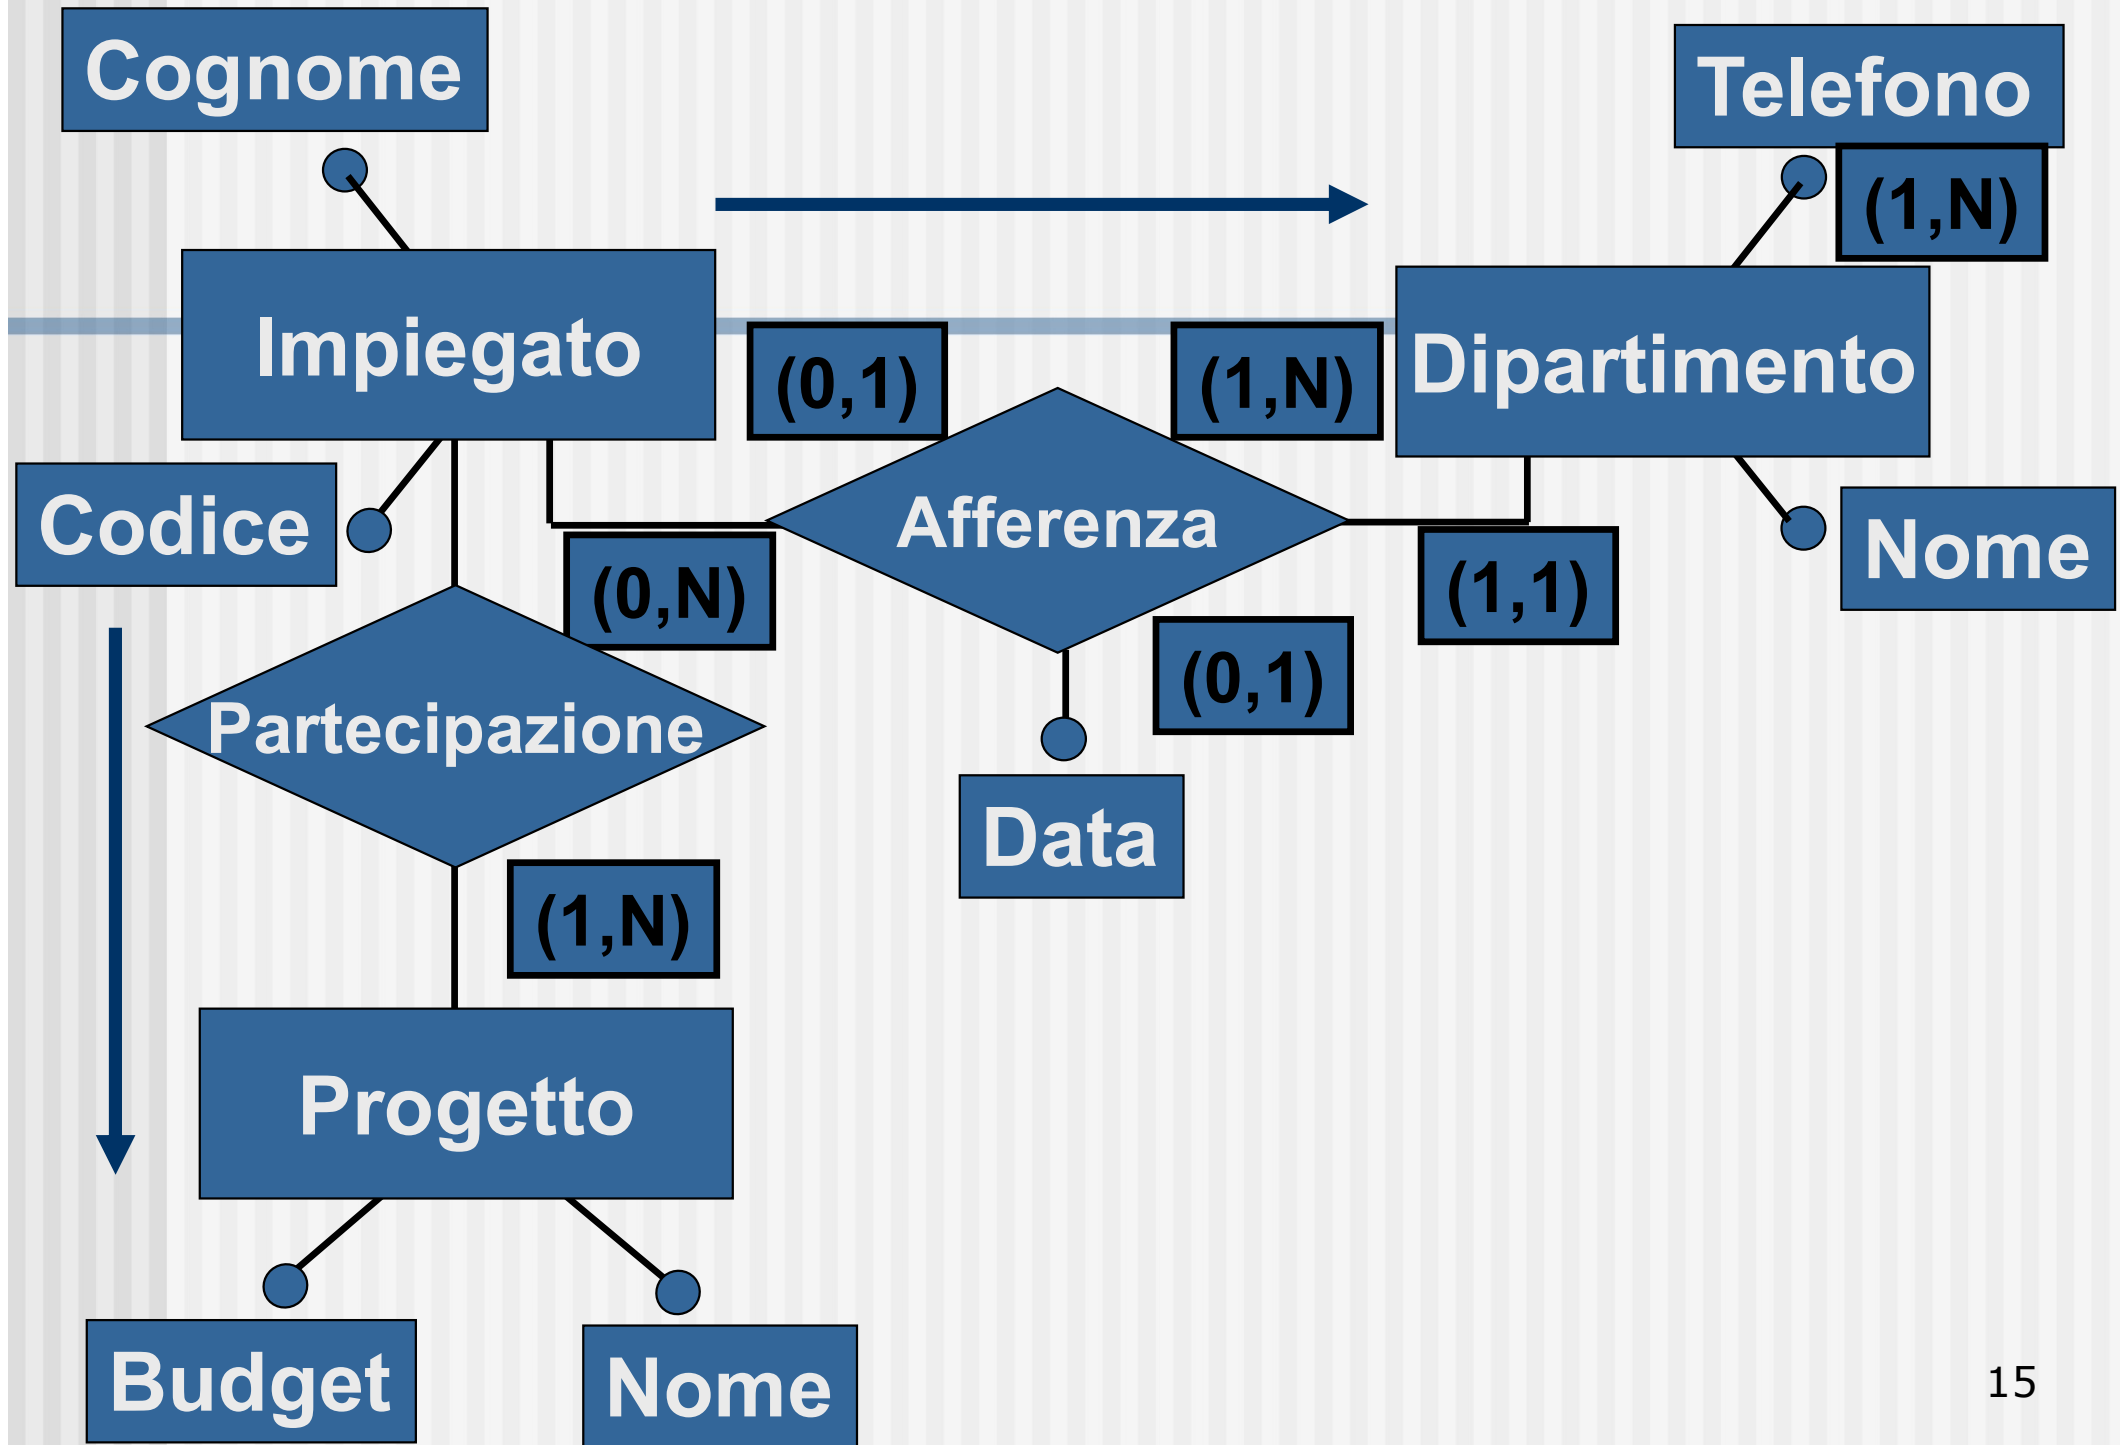 Cognome
Telefono
(1,N)
Impiegato
Dipartimento
(0,1)
(1,N)
Codice
Afferenza
Nome
(0,N)
(1,1)
(0,1)
Partecipazione
Data
(1,N)
Progetto
Budget
Nome
15